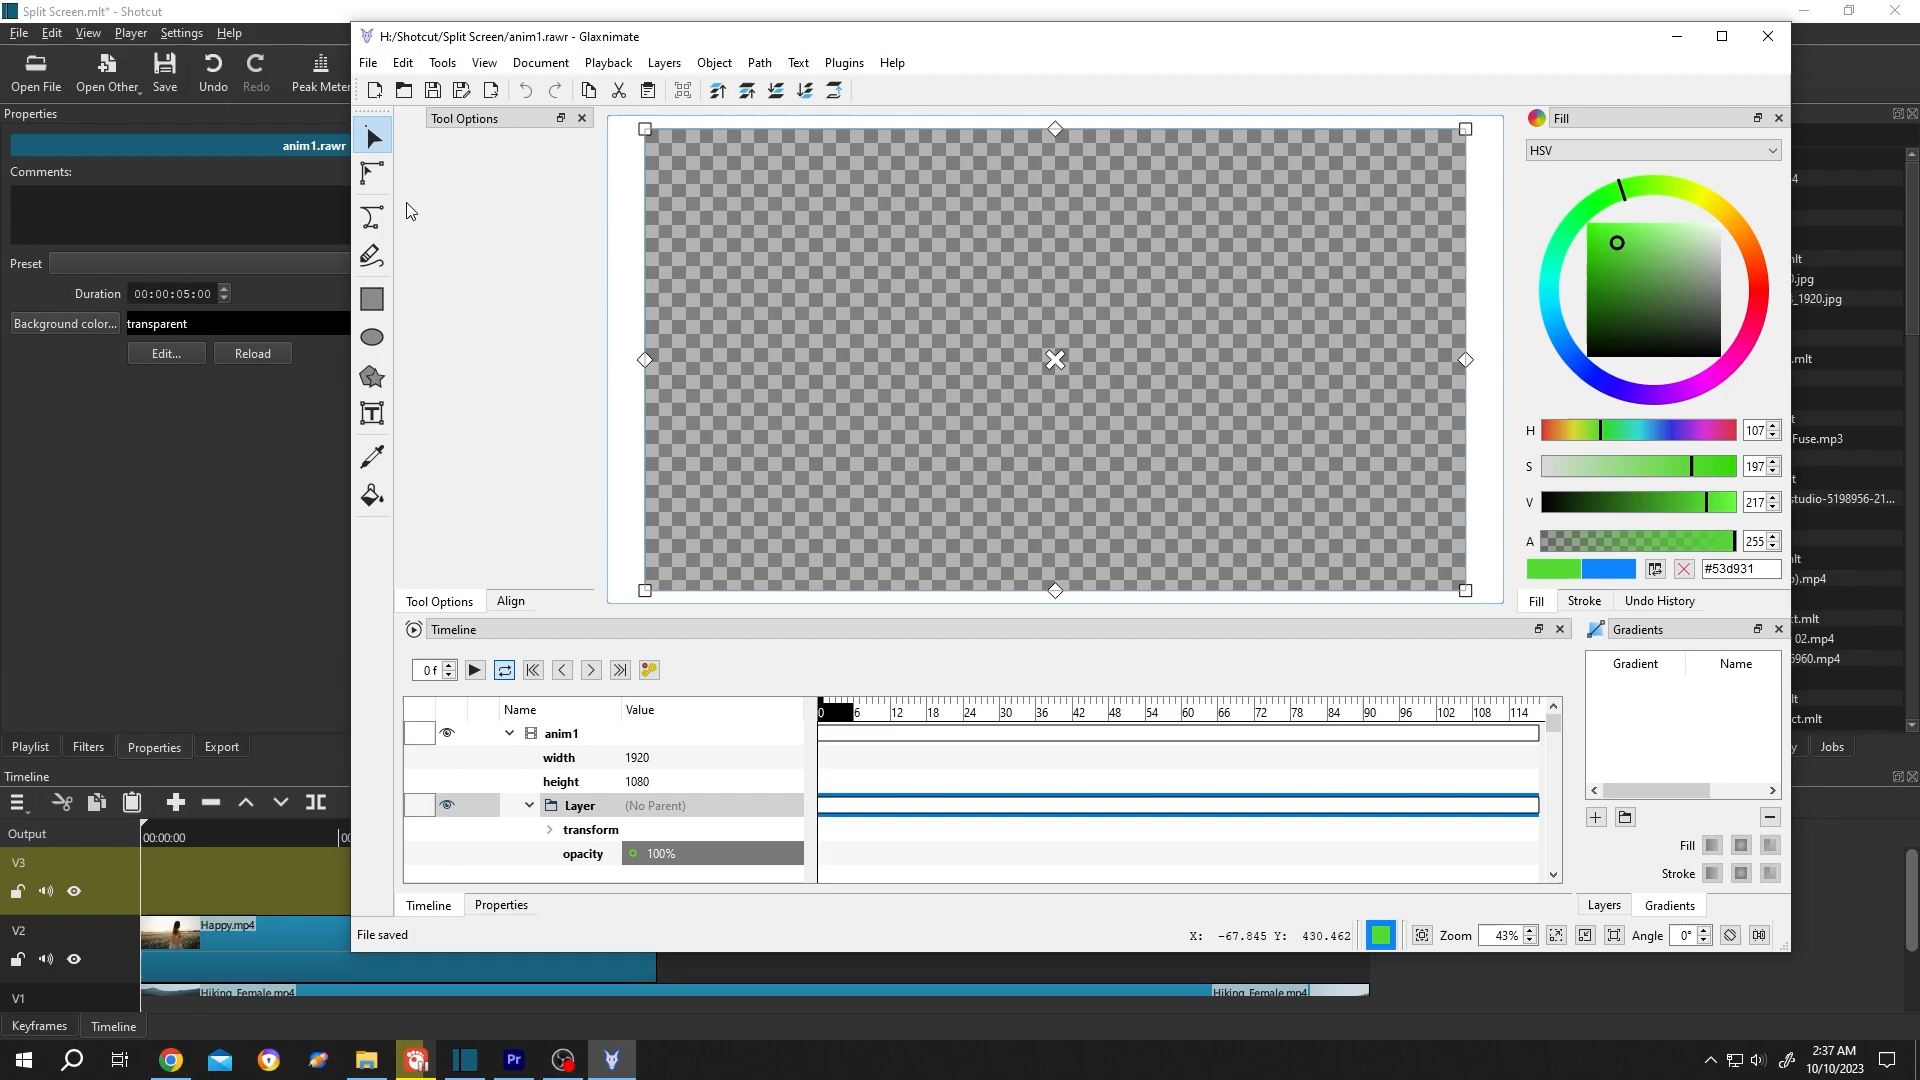 Split Screen.mlt* - Shotcut
File Edit View Player Settings Help
Open File Open Other Save Undo Redo Peak Meter
Properties
anim1.rawr
Comments:
Preset
Duration 00:00:05:00
Background color... transparent
Edit... Reload
Playlist Filters Properties Export
Timeline
Output 00:00:00
V3
V2 Happy.mp4
V1 Hiking_Female.mp4 Hiking_Female.mp4
Keyframes Timeline
H:/Shotcut/Split Screen/anim1.rawr - Glaxnimate
File Edit Tools View Document Playback Layers Object Path Text Plugins Help
Tool Options
Tool Options Align
Fill
HSV
H 107
S 197
V 217
A 255
#53d931
Fill Stroke Undo History
Timeline
0 f
Name Value
0 6 12 18 24 30 36 42 48 54 60 66 72 78 84 90 96 102 108 114
anim1
width 1920
height 1080
Layer (No Parent)
transform
opacity 100%
Timeline Properties
Gradients
Gradient Name
Fill
Stroke
Layers Gradients
File saved X: -67.845 Y: 430.462 Zoom 43% Angle 0°
_1920.jpg
.mlt
Fuse.mp3
studio-5198956-21...
02.mp4
5960.mp4
ct.mlt
Jobs
Pr
2:37 AM
10/10/2023